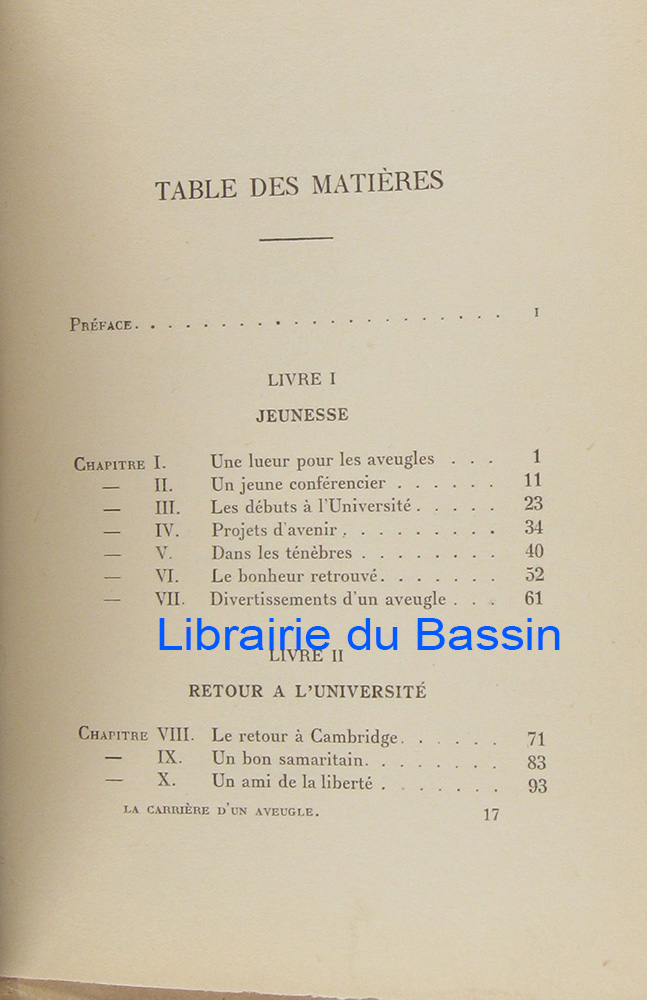 TABLE DES MATIÈRES
PRÉFACE. . . . . . . . . . . . . . . . . . . . . . . . . . I
LIVRE I
JEUNESSE
CHAPITRE I. Une lueur pour les aveugles . . . 1
— II. Un jeune conférencier . . . . . . 11
— III. Les débuts à l'Université . . . . . 23
— IV. Projets d'avenir . . . . . . . . . 34
— V. Dans les ténèbres . . . . . . . . 40
— VI. Le bonheur retrouvé. . . . . . . 52
— VII. Divertissements d'un aveugle . . . 61
Librairie du Bassin
LIVRE II
RETOUR A L'UNIVERSITÉ
CHAPITRE VIII. Le retour à Cambridge. . . . . . 71
— IX. Un bon samaritain. . . . . . . . 83
— X. Un ami de la liberté . . . . . . . 93
LA CARRIÈRE D'UN AVEUGLE. 17